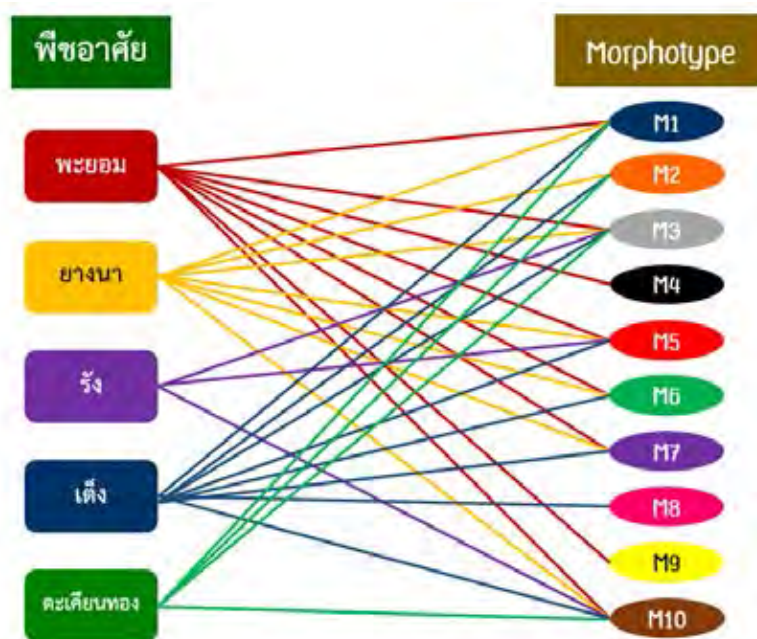 พืชอาศัย
Morphotype
พะยอม
ยางนา
รัง
เต็ง
ตะเคียนทอง
M1
M2
M3
M4
M5
M6
M7
M8
M9
M10